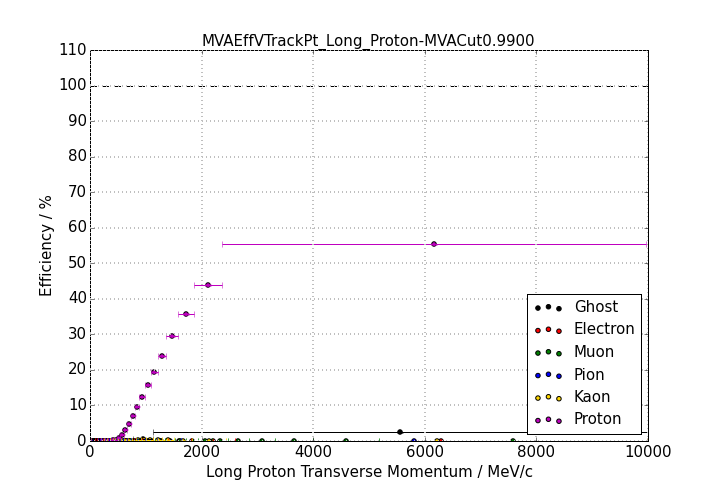 MVAEffVTrackPt_Long_Proton-MVACut0.9900
110
100
90
80
70
60
50
40
30
20
10
0
Efficiency / %
Ghost
Electron
Muon
Pion
Kaon
Proton
0 2000 4000 6000 8000 10000
Long Proton Transverse Momentum / MeV/c